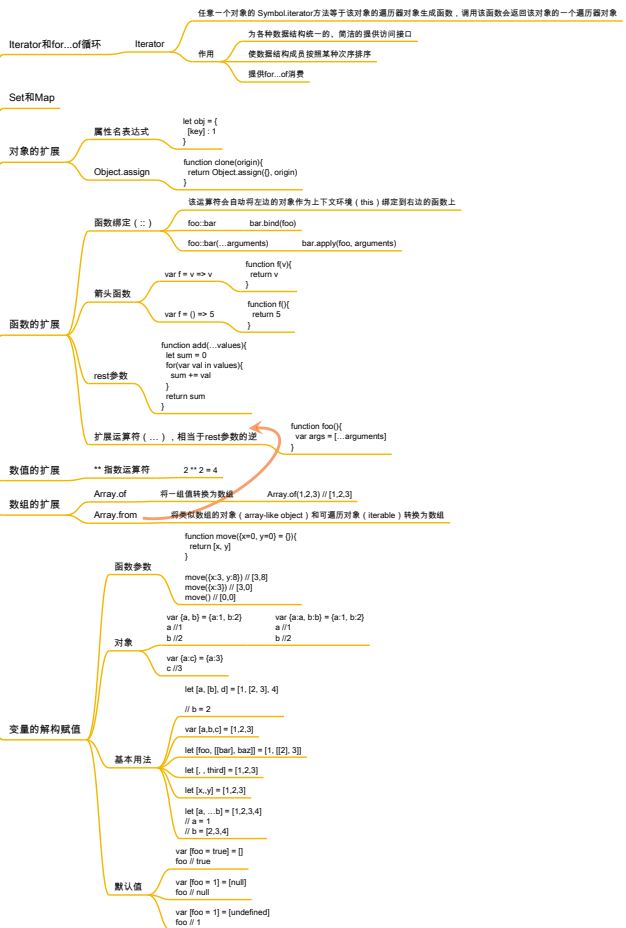 任意一个对象的 Symbol.iterator方法等于该对象的遍历器对象生成函数，调用该函数会返回该对象的一个遍历器对象
Iterator和for...of循环
Iterator
作用
为各种数据结构统一的、简洁的提供访问接口
使数据结构成员按照某种次序排序
提供for...of消费
Set和Map
对象的扩展
属性名表达式
let obj = {
[key] : 1
}
Object.assign
function clone(origin){
return Object.assign({}, origin)
}
函数的扩展
函数绑定（::）
该运算符会自动将左边的对象作为上下文环境（this）绑定到右边的函数上
foo::bar
bar.bind(foo)
foo::bar(…arguments)
bar.apply(foo, arguments)
箭头函数
var f = v => v
function f(v){
return v
}
var f = () => 5
function f(){
return 5
}
rest参数
function add(…values){
let sum = 0
for(var val in values){
sum += val
}
return sum
}
扩展运算符（…），相当于rest参数的逆
function foo(){
var args = […arguments]
}
数值的扩展
** 指数运算符
2 ** 2 = 4
数组的扩展
Array.of
将一组值转换为数组
Array.of(1,2,3) // [1,2,3]
Array.from
将类似数组的对象（array-like object）和可遍历对象（iterable）转换为数组
变量的解构赋值
函数参数
function move({x=0, y=0} = {}){
return [x, y]
}
move({x:3, y:8}) // [3,8]
move({x:3}) // [3,0]
move() // [0,0]
对象
var {a, b} = {a:1, b:2}
a //1
b //2
var {a:a, b:b} = {a:1, b:2}
a //1
b //2
var {a:c} = {a:3}
c //3
基本用法
let [a, [b], d] = [1, [2, 3], 4]
// b = 2
var [a,b,c] = [1,2,3]
let [foo, [[bar], baz]] = [1, [[2], 3]]
let [, , third] = [1,2,3]
let [x,,y] = [1,2,3]
let [a, …b] = [1,2,3,4]
// a = 1
// b = [2,3,4]
默认值
var [foo = true] = []
foo // true
var [foo = 1] = [null]
foo // null
var [foo = 1] = [undefined]
foo // 1